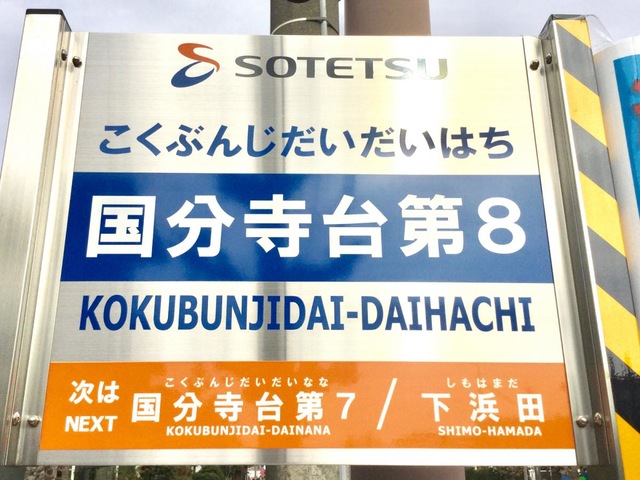 SOTETSU
こくぶんじだいだいはち
国分寺台第8
KOKUBUNJIDAI-DAIHACHI
次は
NEXT
こくぶんじだいだいなな
国分寺台第7
KOKUBUNJIDAI-DAINANA
/
しもはまだ
下浜田
SHIMO-HAMADA